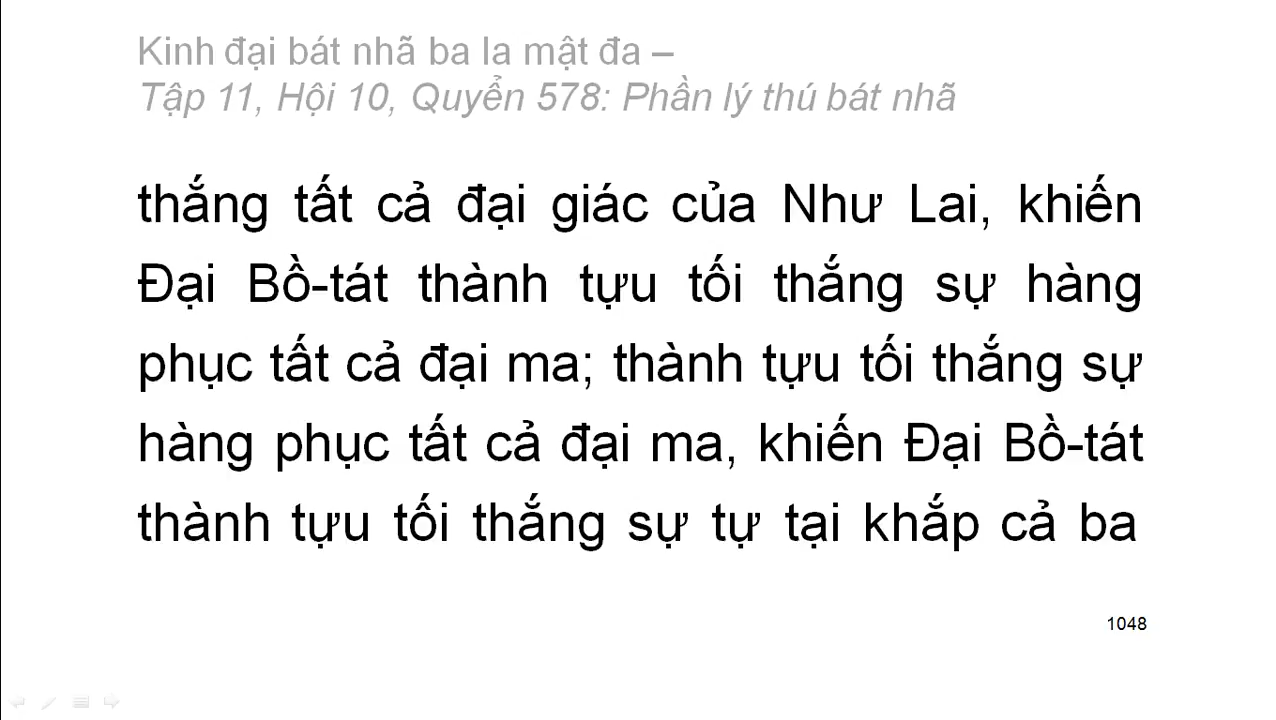 Kinh đại bát nhã ba la mật đa –
Tập 11, Hội 10, Quyển 578: Phần lý thú bát nhã
thắng tất cả đại giác của Như Lai, khiến
Đại Bồ-tát thành tựu tối thắng sự hàng
phục tất cả đại ma; thành tựu tối thắng sự
hàng phục tất cả đại ma, khiến Đại Bồ-tát
thành tựu tối thắng sự tự tại khắp cả ba
1048